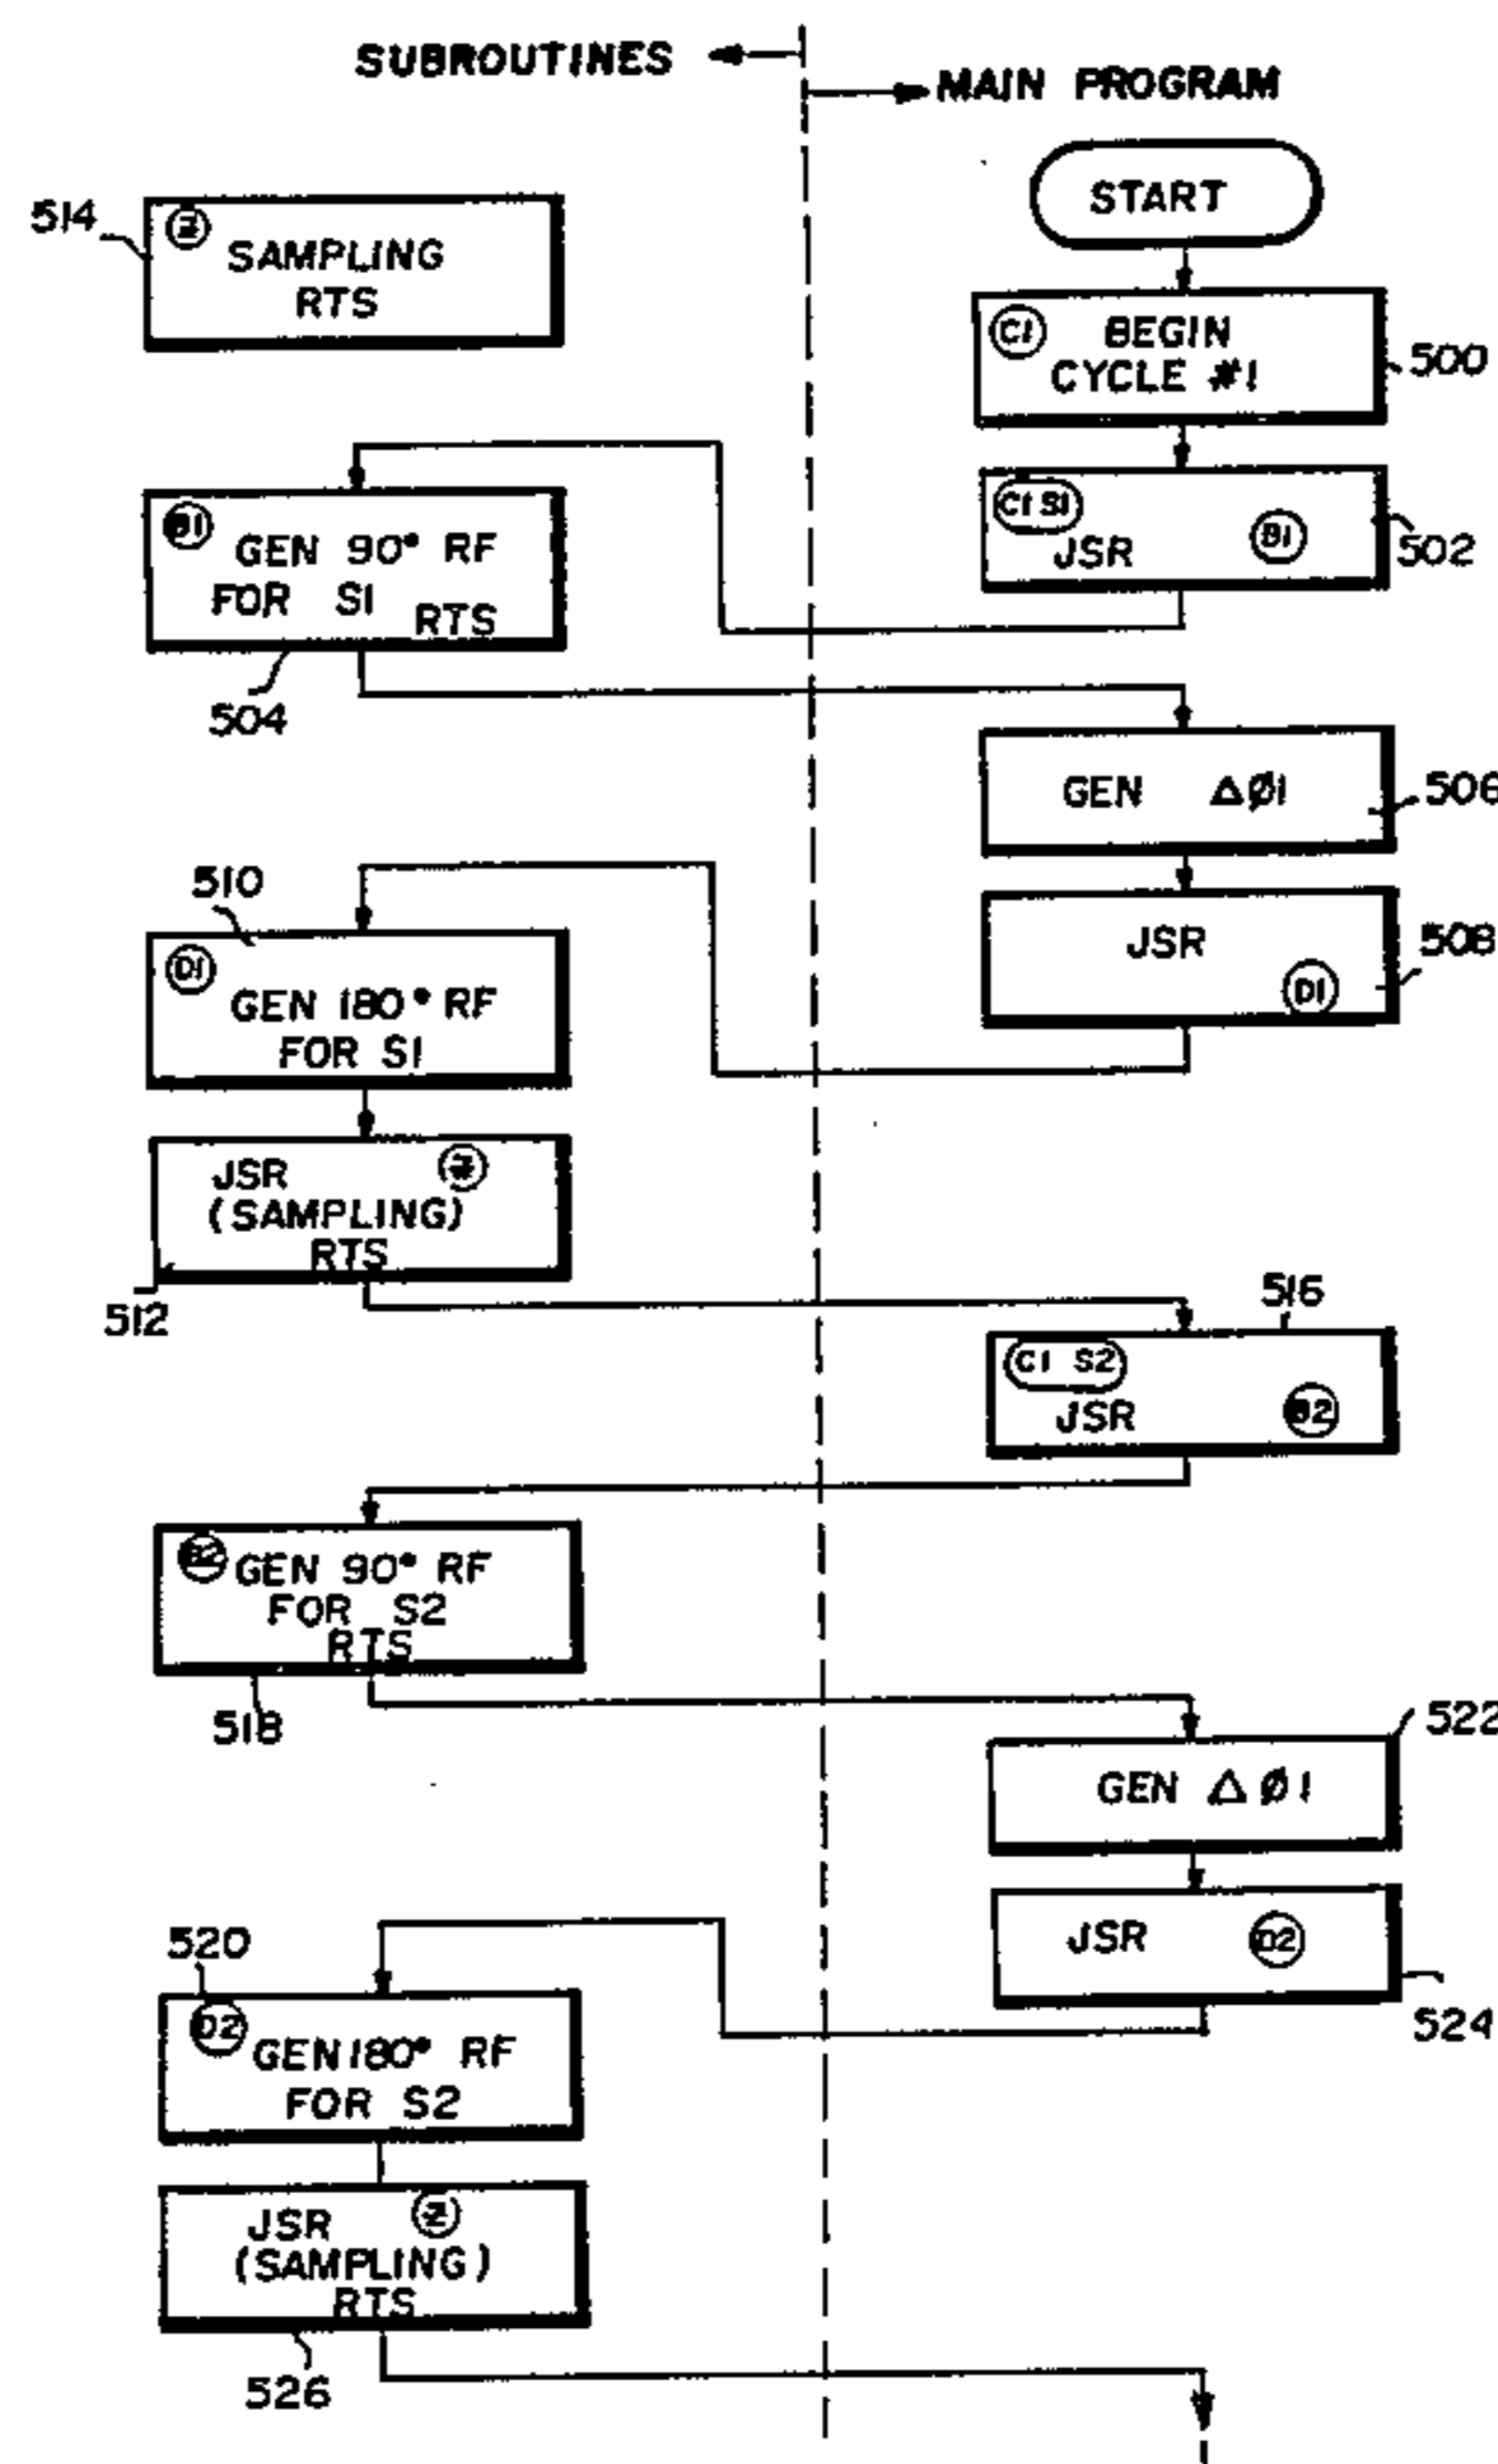 SUBROUTINES
MAIN PROGRAM
START
514
SAMPLING
RTS
C1
BEGIN
CYCLE #1
500
C1 S1
JSR
B1
502
B1
GEN 90° RF
FOR S1
RTS
504
GEN ΔØ1
506
JSR
D1
508
510
D1
GEN 180° RF
FOR S1
JSR
(SAMPLING)
RTS
512
516
C1 S2
JSR
B2
B2
GEN 90° RF
FOR S2
RTS
518
522
GEN ΔØ1
JSR
D2
524
520
D2
GEN 180° RF
FOR S2
JSR
Z
(SAMPLING)
RTS
526